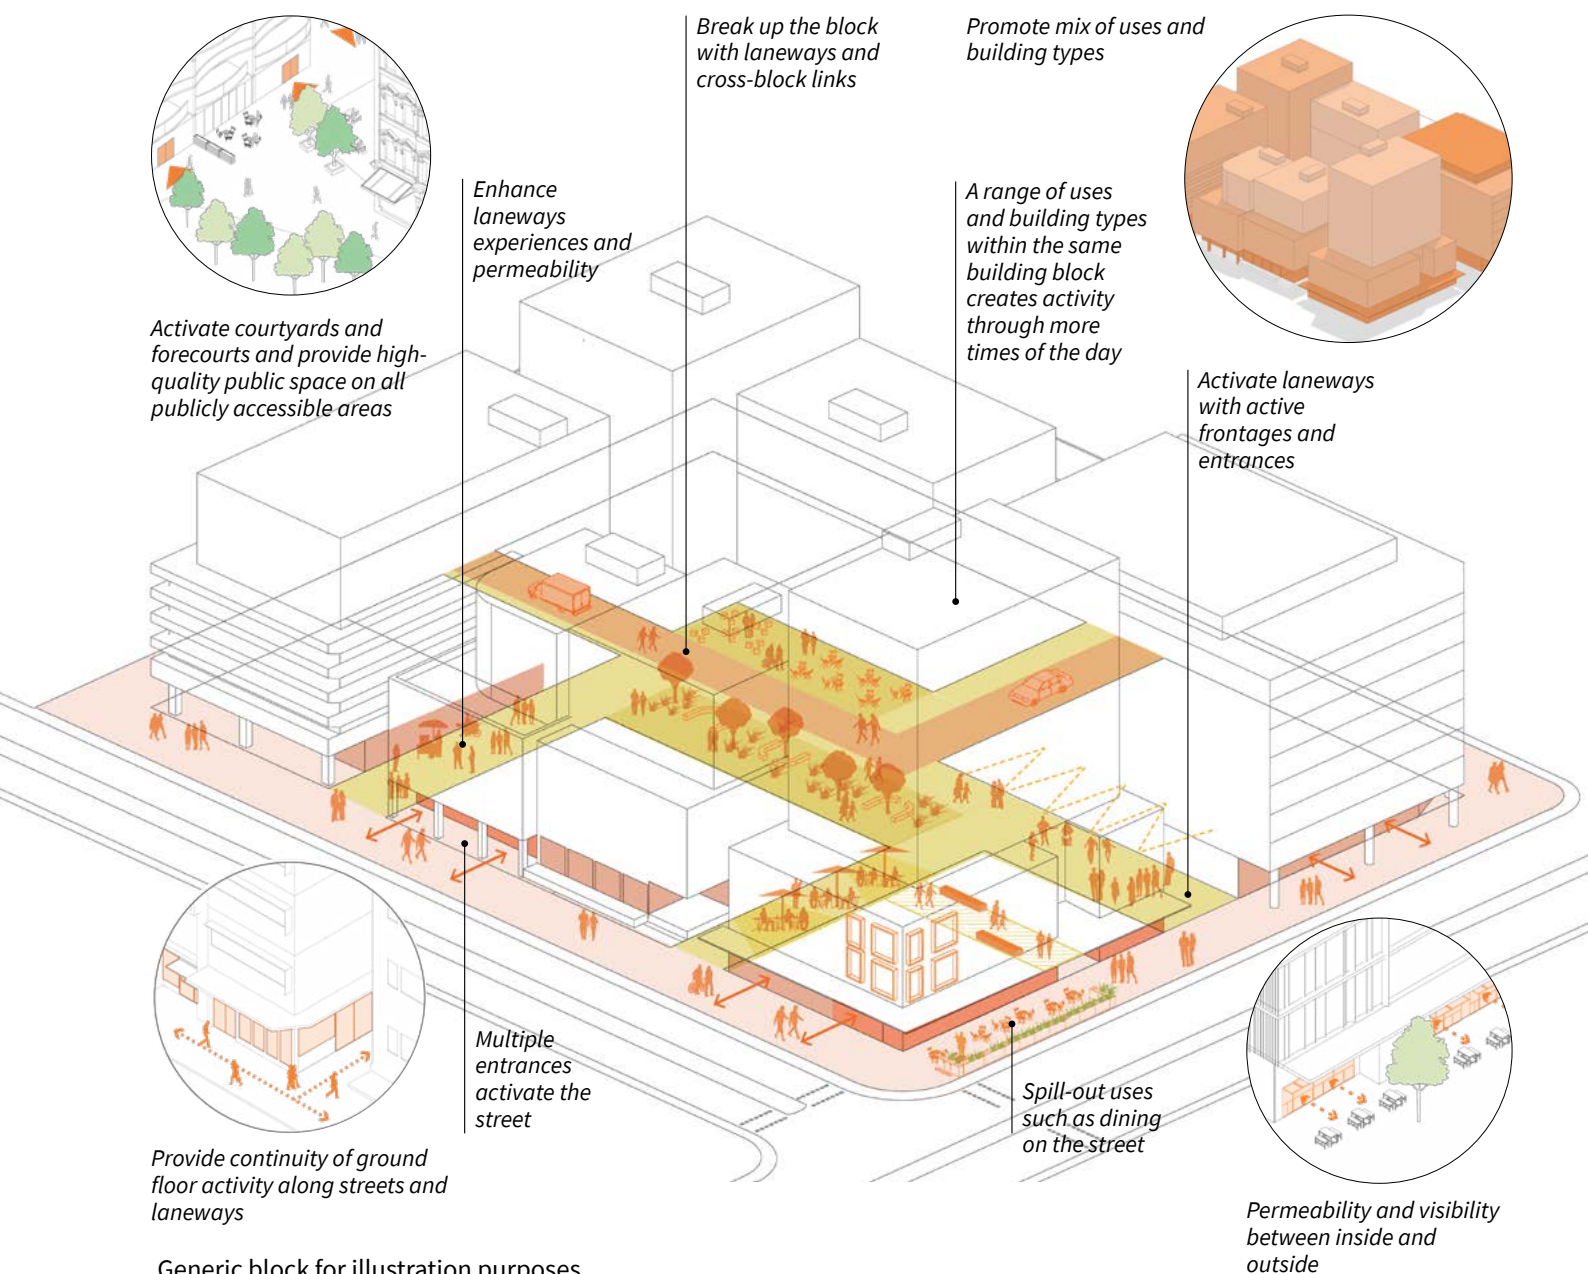 Break up the block
with laneways and
cross-block links
Promote mix of uses and
building types
Enhance
laneways
experiences and
permeability
A range of uses
and building types
within the same
building block
creates activity
through more
times of the day
Activate courtyards and
forecourts and provide high-
quality public space on all
publicly accessible areas
Activate laneways
with active
frontages and
entrances
Multiple
entrances
activate the
street
Spill-out uses
such as dining
on the street
Provide continuity of ground
floor activity along streets and
laneways
Permeability and visibility
between inside and
outside
Generic block for illustration purposes